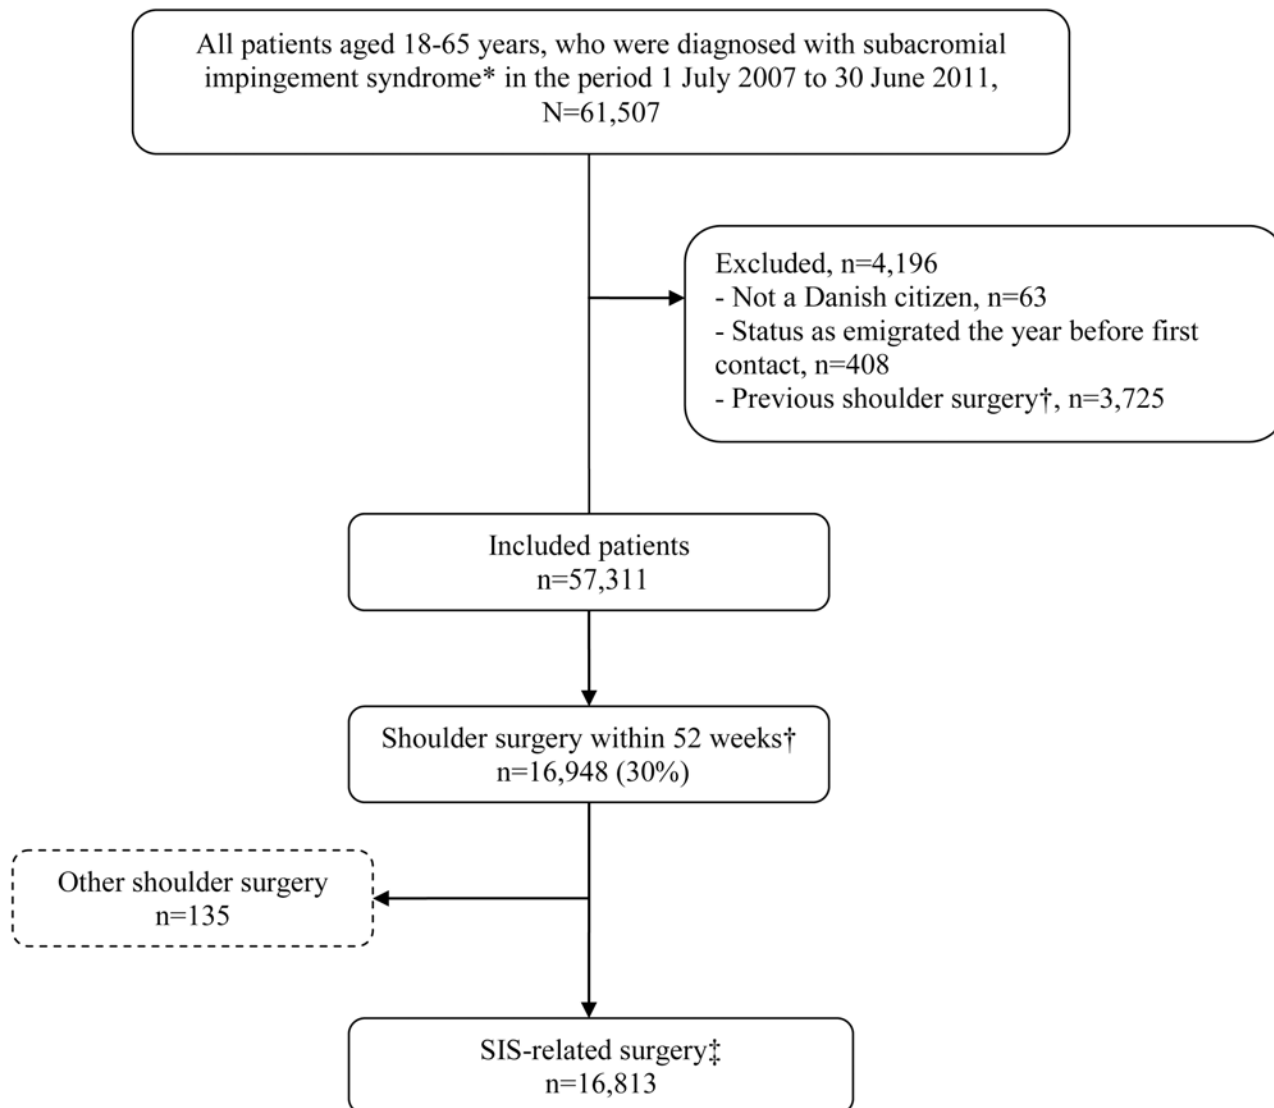 All patients aged 18-65 years, who were diagnosed with subacromial
impingement syndrome* in the period 1 July 2007 to 30 June 2011,
N=61,507
Excluded, n=4,196
- Not a Danish citizen, n=63
- Status as emigrated the year before first
contact, n=408
- Previous shoulder surgery†, n=3,725
Included patients
n=57,311
Shoulder surgery within 52 weeks†
n=16,948 (30%)
Other shoulder surgery
n=135
SIS-related surgery‡
n=16,813